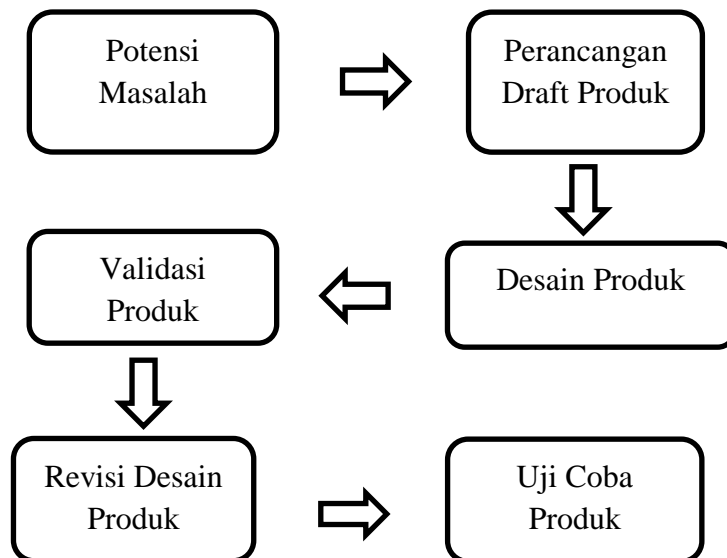 Potensi
Masalah
Perancangan
Draft Produk
Desain Produk
Validasi
Produk
Revisi Desain
Produk
Uji Coba
Produk